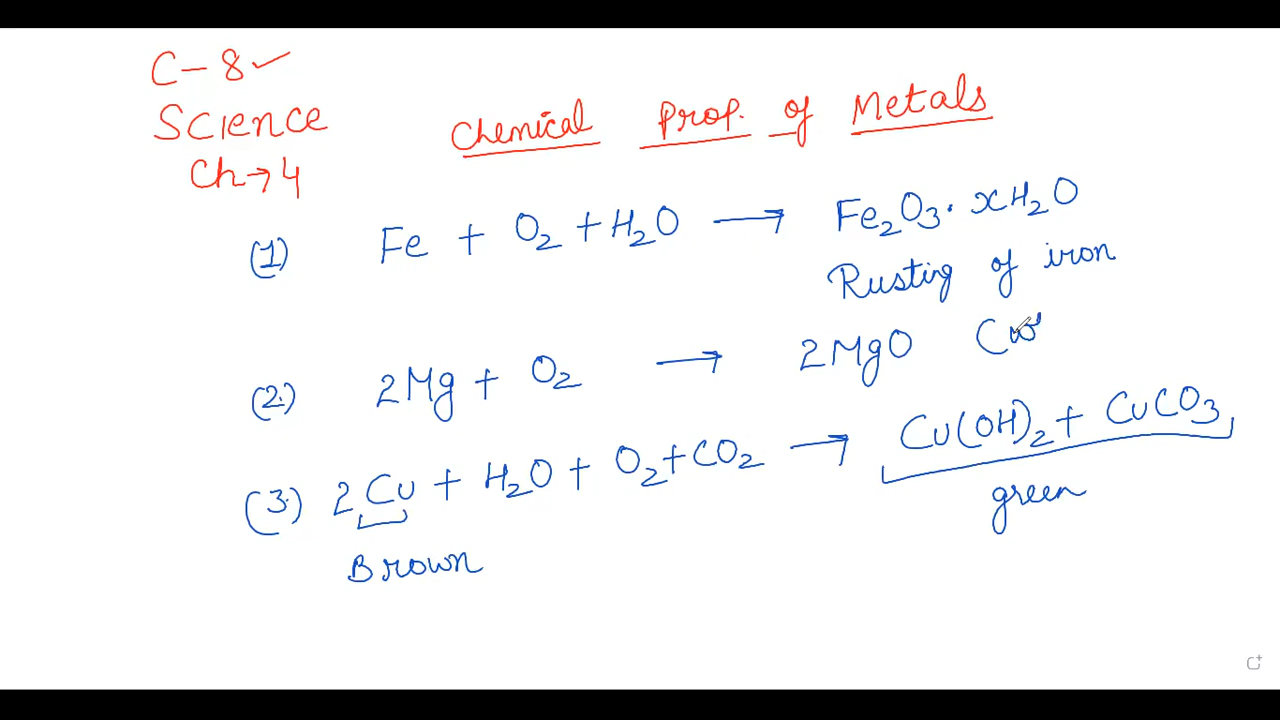 C-8✓
Science
Ch→4
Chemical Prop. of Metals
(1) Fe + O₂ + H₂O → Fe₂O₃·xH₂O
Rusting of iron
(2.) 2Mg + O₂ → 2MgO
(3.) 2Cu + H₂O + O₂ + CO₂ → Cu(OH)₂ + CuCO₃
Brown
green